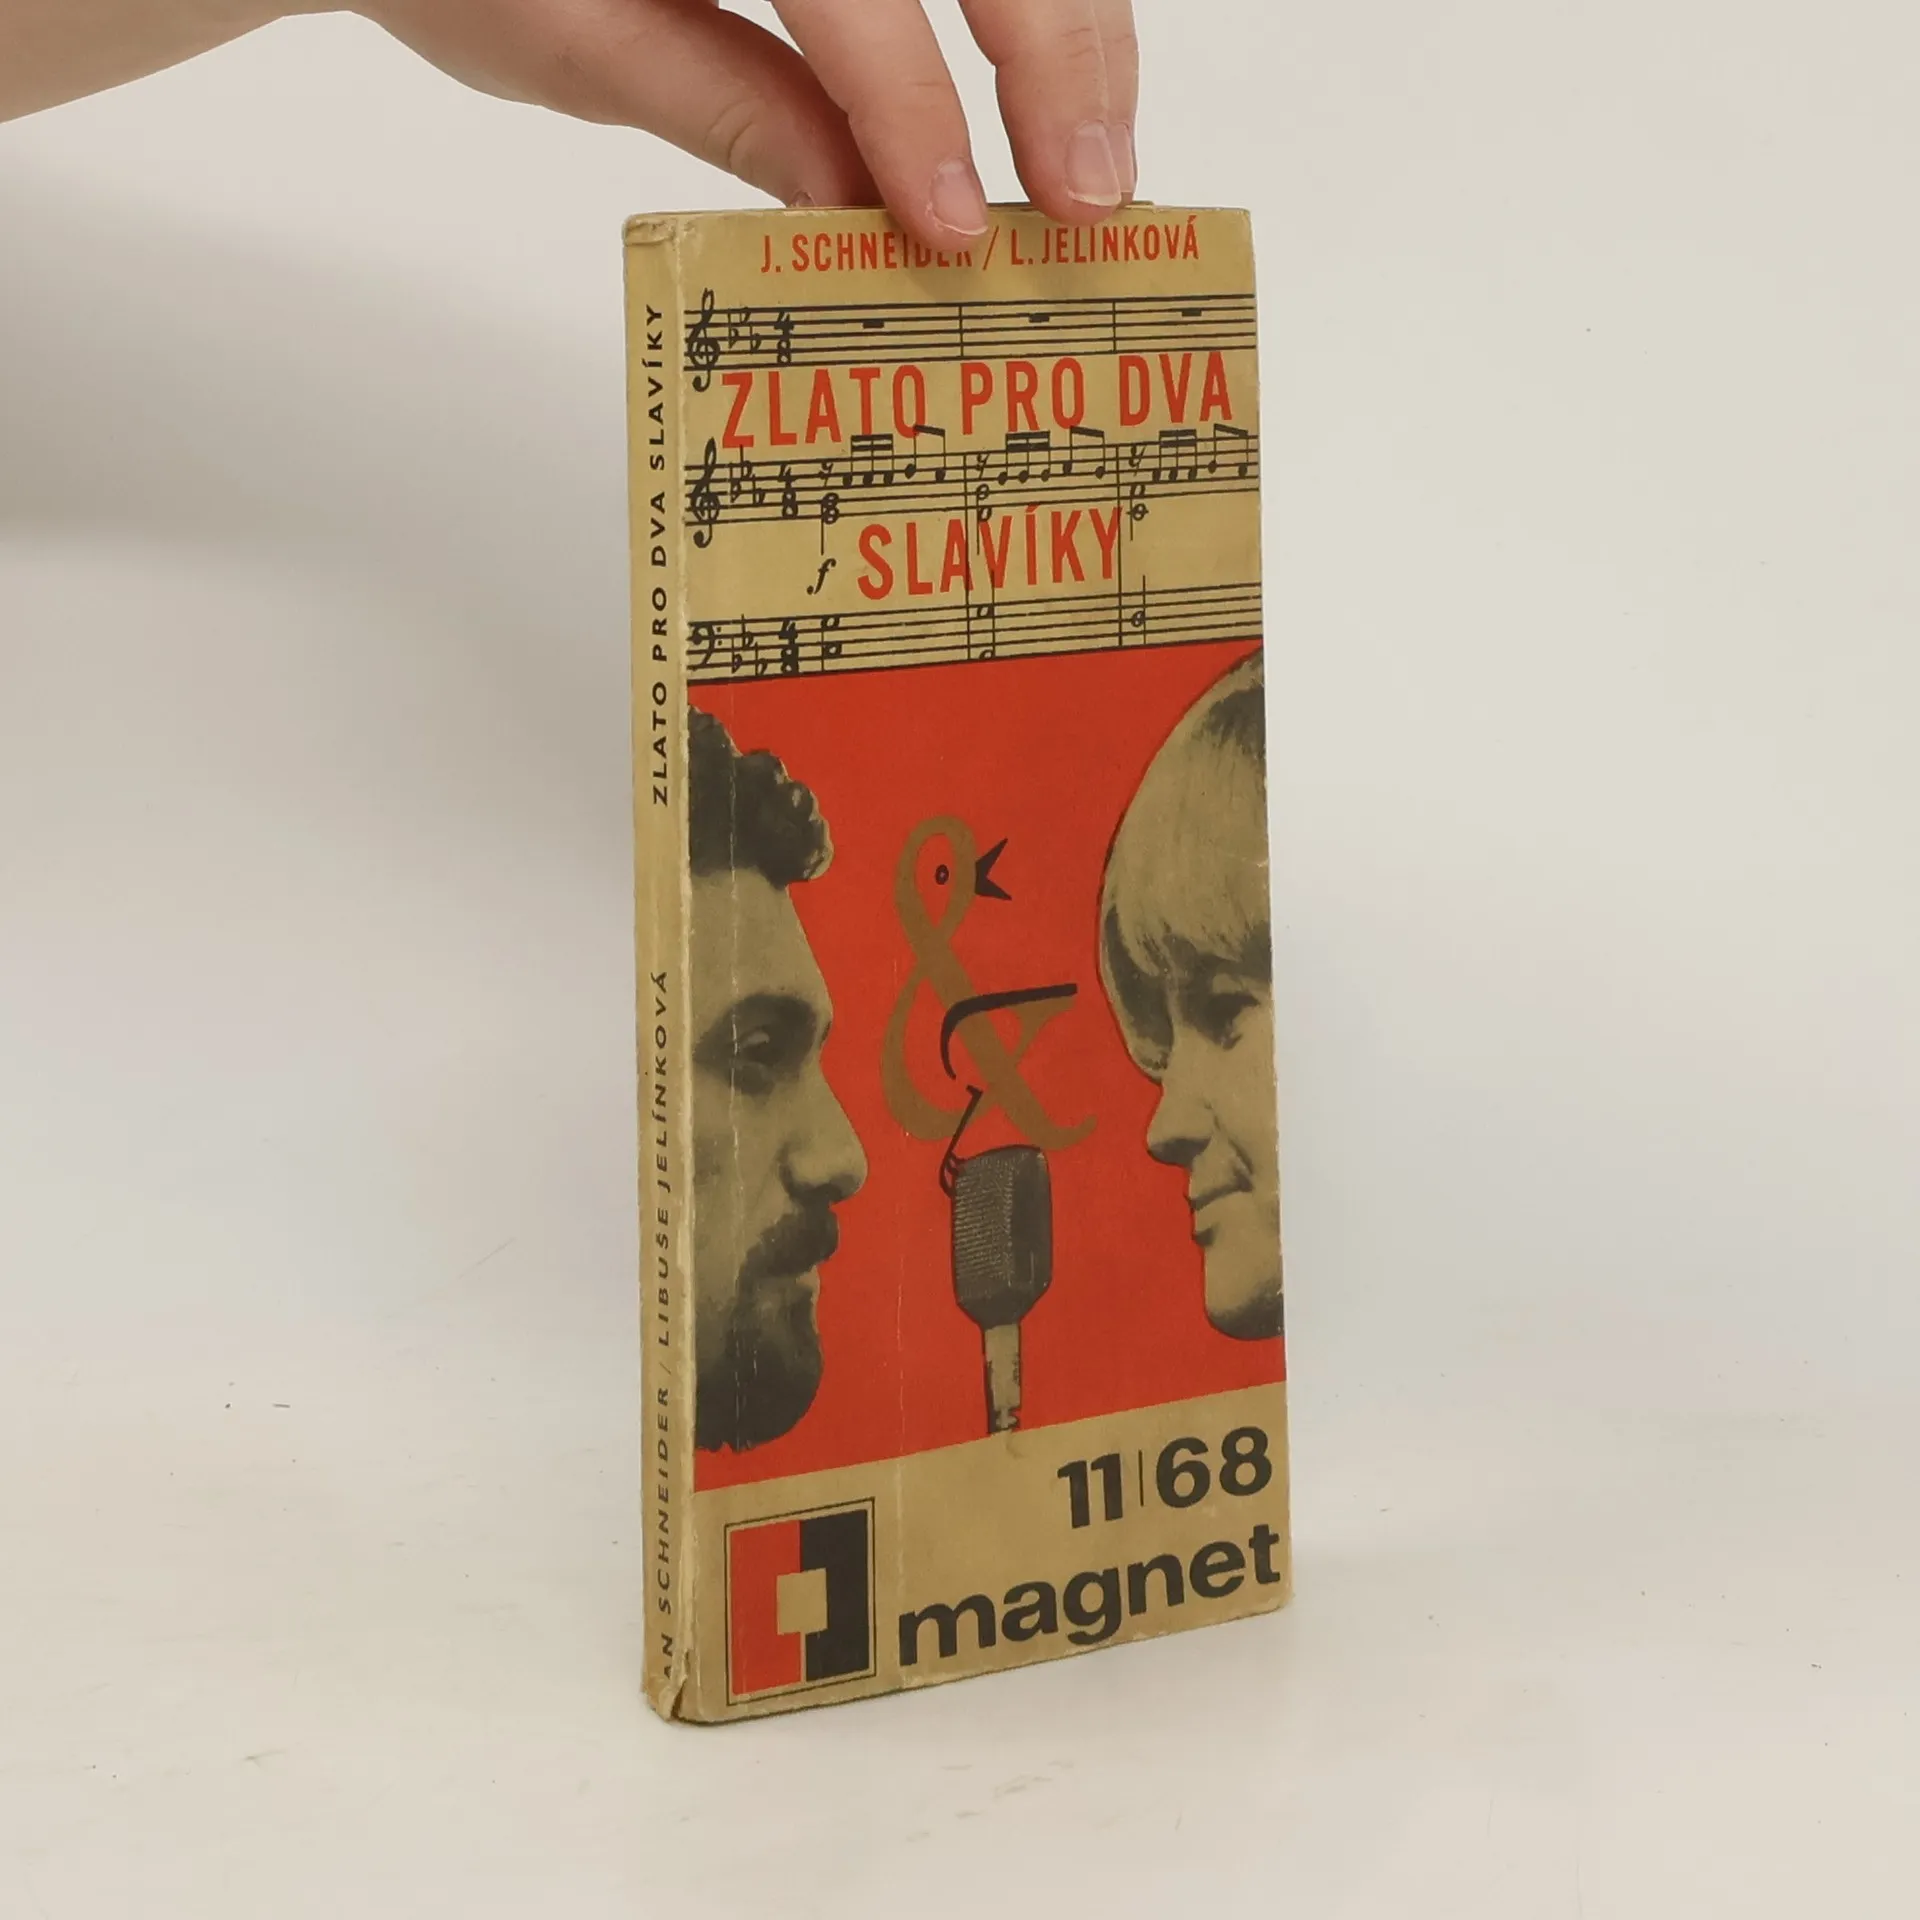 J. SCHNEIDER / L. JELÍNKOVÁ
ZLATO PRO DVA
SLAVÍKY
f
11|68
magnet
AN SCHNEIDER / LIBUŠE JELÍNKOVÁ ZLATO PRO DVA SLAVÍKY